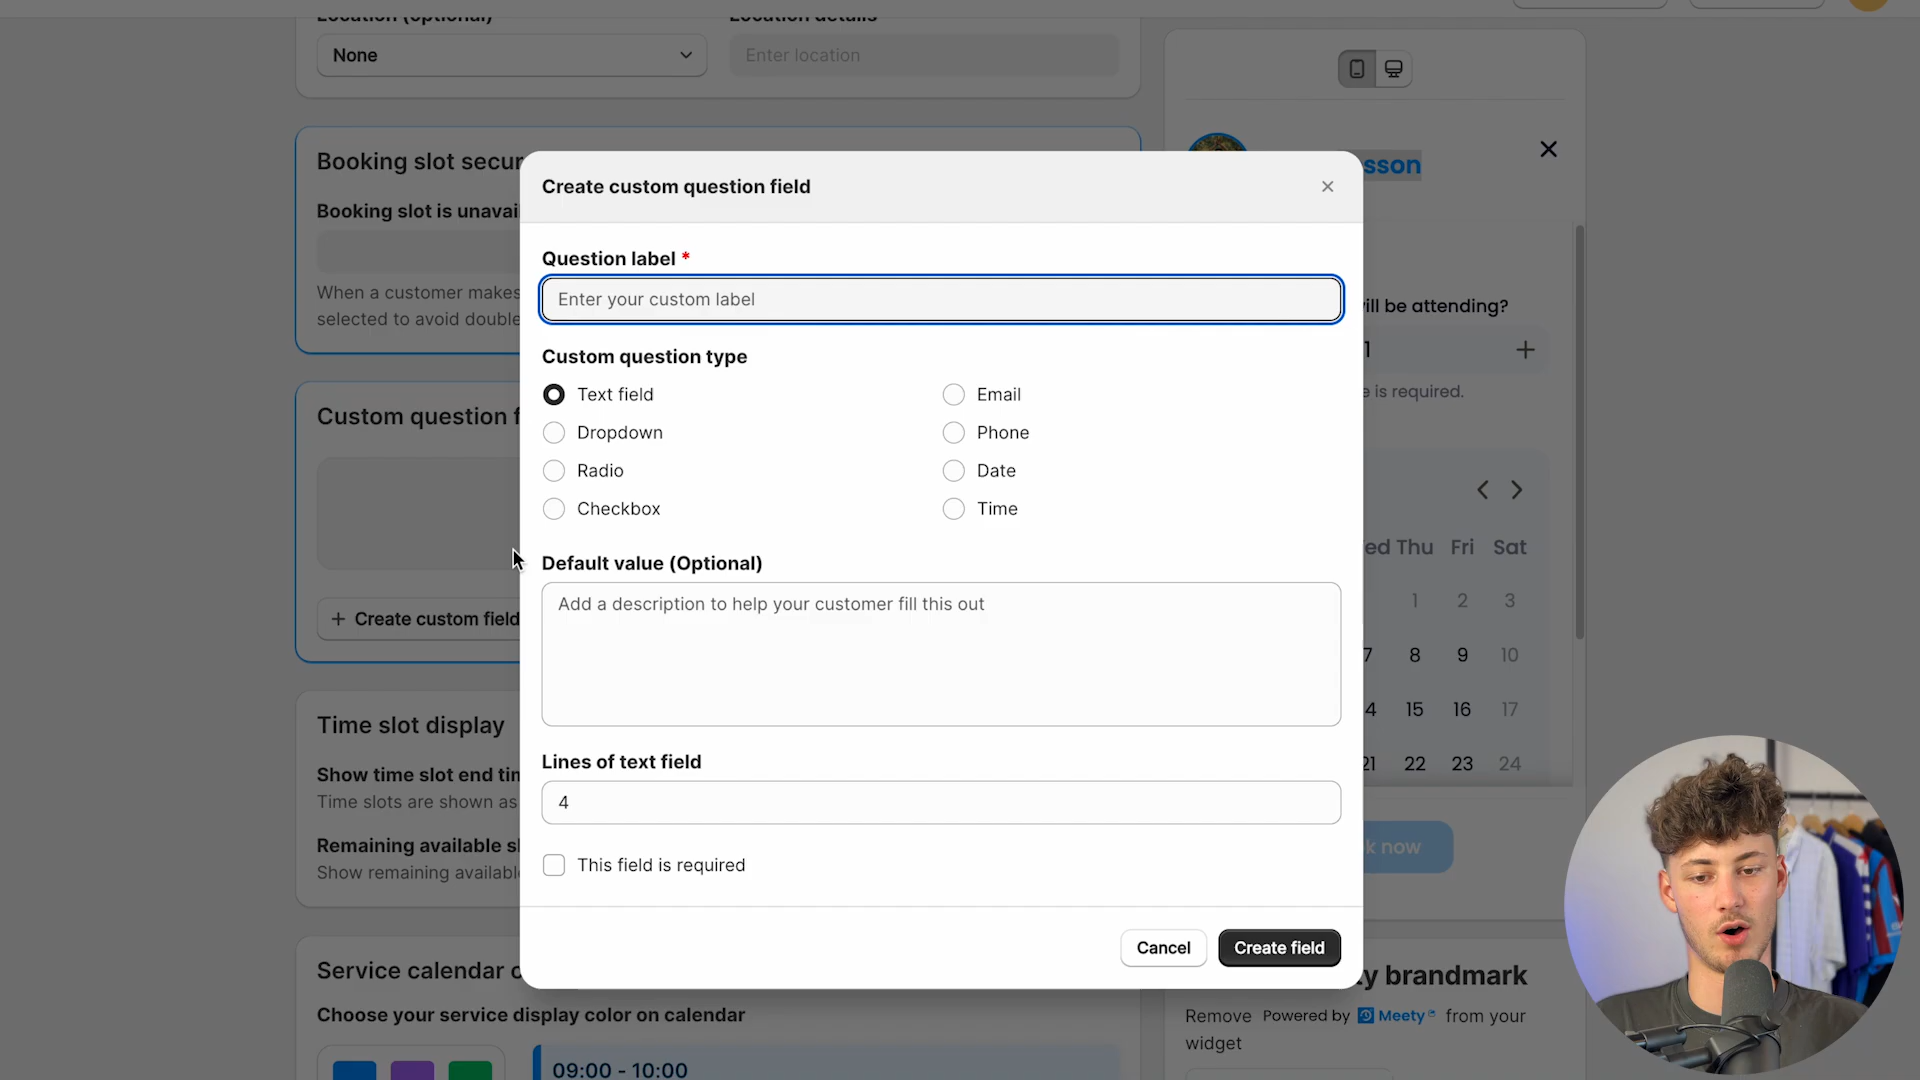 None
Enter location
Booking slot secur
Booking slot is unavai
When a customer makes
selected to avoid double
Custom question f
+ Create custom field
Time slot display
Show time slot end tim
Time slots are shown as
Remaining available sl
Show remaining availabl
Service calendar c
Choose your service display color on calendar
09:00 - 10:00
Create custom question field
Question label *
Enter your custom label
Custom question type
Text field
Email
Dropdown
Phone
Radio
Date
Checkbox
Time
Default value (Optional)
Add a description to help your customer fill this out
Lines of text field
4
This field is required
Cancel
Create field
sson
ill be attending?
1
e is required.
ed Thu Fri Sat
1 2 3
7 8 9 10
4 15 16 17
21 22 23 24
k now
ty brandmark
Remove Powered by Meety from your
widget